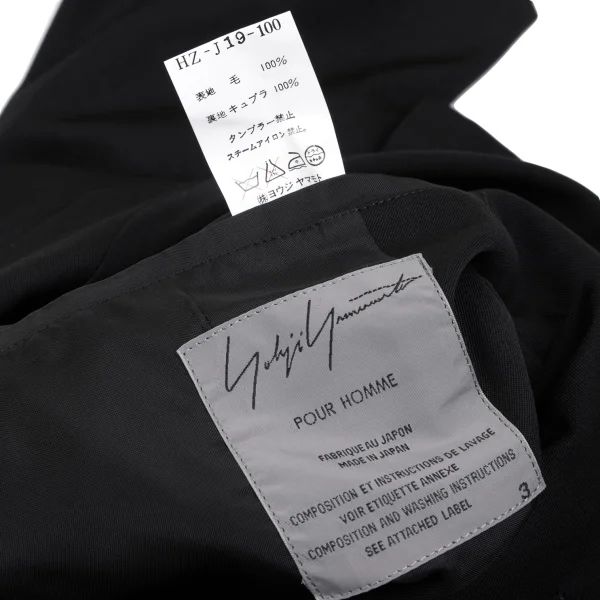 HZ-J19-100
表地 毛 100%
裏地 キュプラ 100%
タンブラー禁止
スチームアイロン禁止
ドライ
㈱ヨウジヤマモト
Yohji Yamamoto
POUR HOMME
FABRIQUE AU JAPON
MADE IN JAPAN
COMPOSITION ET INSTRUCTIONS DE LAVAGE
VOIR ETIQUETTE ANNEXE
COMPOSITION AND WASHING INSTRUCTIONS
SEE ATTACHED LABEL
3